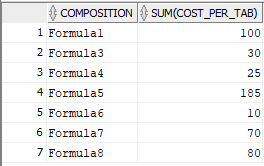 COMPOSITION SUM(COST_PER_TAB)
1 Formula1 100
2 Formula3 30
3 Formula4 25
4 Formula5 185
5 Formula6 10
6 Formula7 70
7 Formula8 80